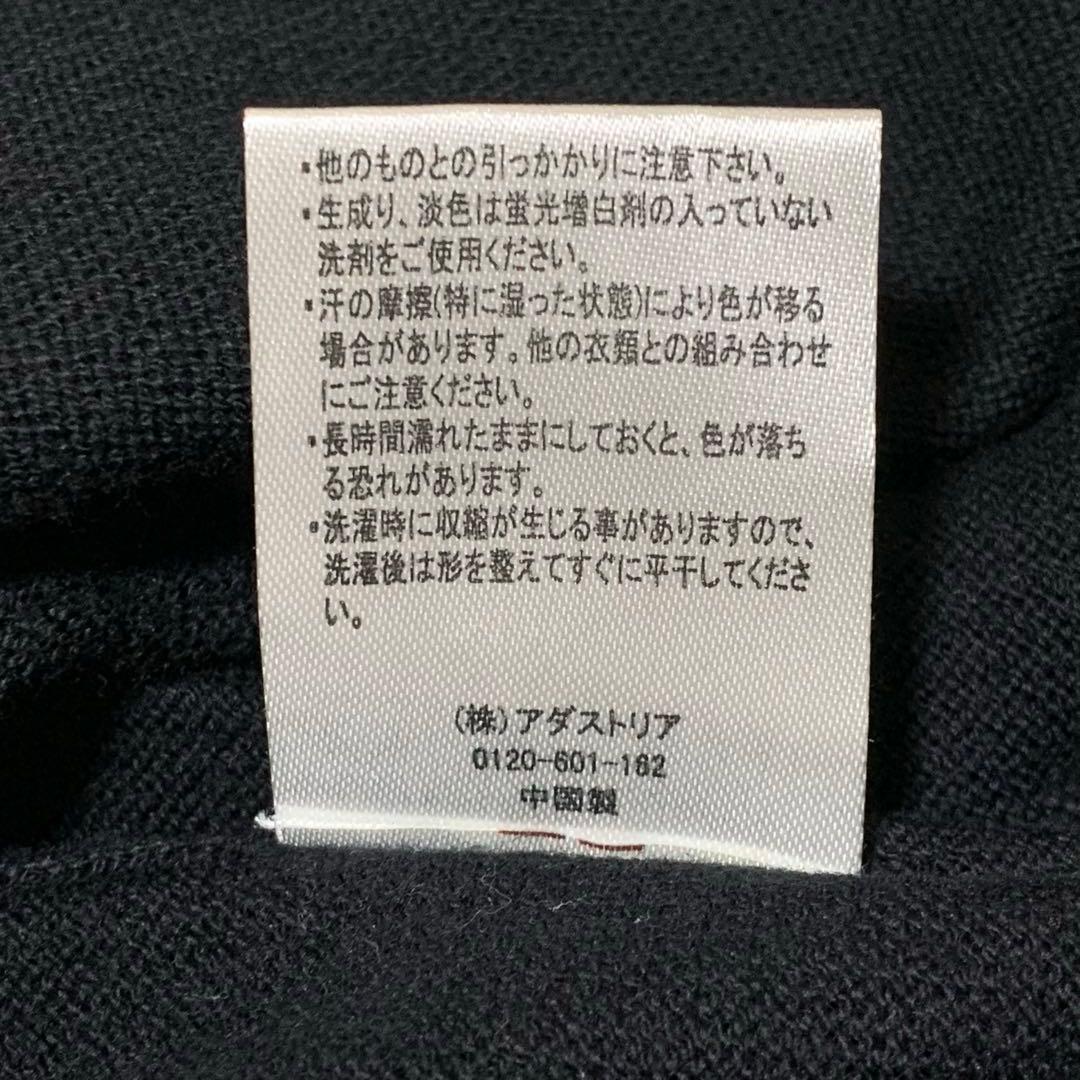 ・他のものとの引っかかりに注意下さい。
・生成り、淡色は蛍光増白剤の入っていない
洗剤をご使用ください。
・汗の摩擦(特に湿った状態)により色が移る
場合があります。他の衣類との組み合わせ
にご注意ください。
・長時間濡れたままにしておくと、色が落ち
る恐れがあります。
・洗濯時に収縮が生じる事がありますので、
洗濯後は形を整えてすぐに平干してくださ
い。
(株)アダストリア
0120-601-162
中国製